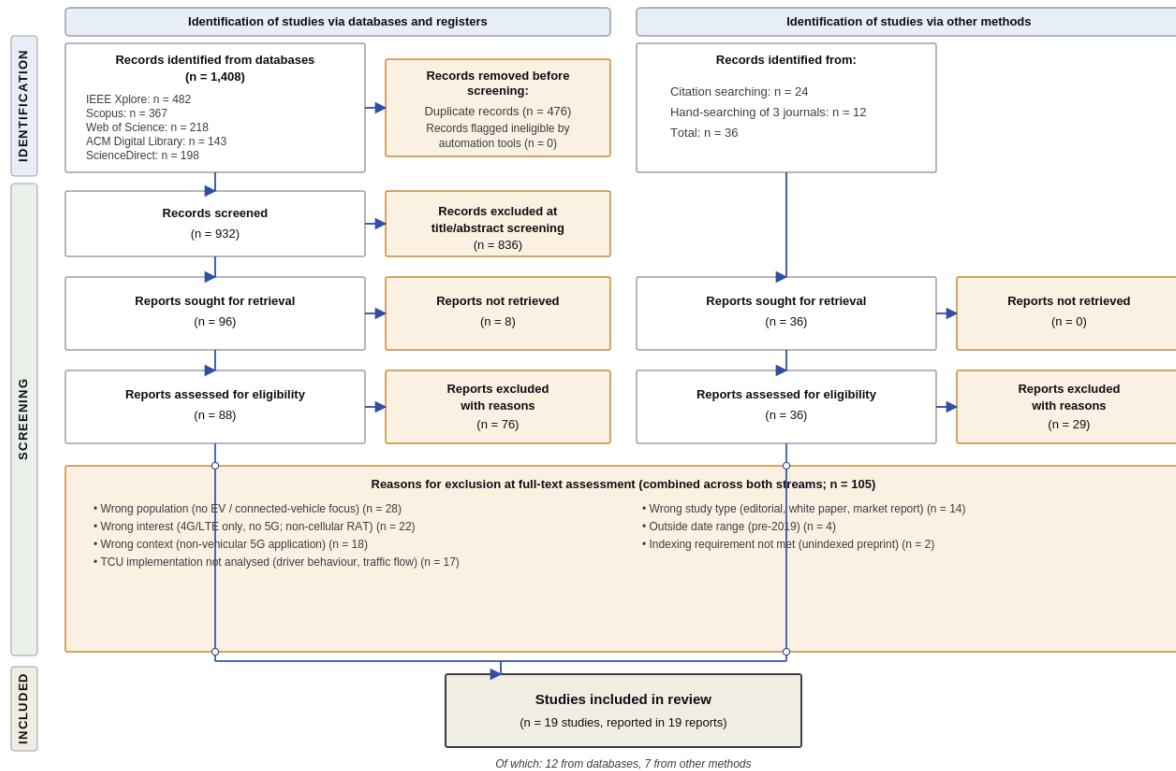 Identification of studies via databases and registers
Identification of studies via other methods
IDENTIFICATION
Records identified from databases
(n = 1,408)
IEEE Xplore: n = 482
Scopus: n = 367
Web of Science: n = 218
ACM Digital Library: n = 143
ScienceDirect: n = 198
Records removed before
screening:
Duplicate records (n = 476)
Records flagged ineligible by
automation tools (n = 0)
Records identified from:
Citation searching: n = 24
Hand-searching of 3 journals: n = 12
Total: n = 36
SCREENING
Records screened
(n = 932)
Records excluded at
title/abstract screening
(n = 836)
Reports sought for retrieval
(n = 96)
Reports not retrieved
(n = 8)
Reports sought for retrieval
(n = 36)
Reports not retrieved
(n = 0)
Reports assessed for eligibility
(n = 88)
Reports excluded
with reasons
(n = 76)
Reports assessed for eligibility
(n = 36)
Reports excluded
with reasons
(n = 29)
Reasons for exclusion at full-text assessment (combined across both streams; n = 105)
• Wrong population (no EV / connected-vehicle focus) (n = 28)
• Wrong interest (4G/LTE only, no 5G; non-cellular RAT) (n = 22)
• Wrong context (non-vehicular 5G application) (n = 18)
• TCU implementation not analysed (driver behaviour, traffic flow) (n = 17)
• Wrong study type (editorial, white paper, market report) (n = 14)
• Outside date range (pre-2019) (n = 4)
• Indexing requirement not met (unindexed preprint) (n = 2)
INCLUDED
Studies included in review
(n = 19 studies, reported in 19 reports)
Of which: 12 from databases, 7 from other methods